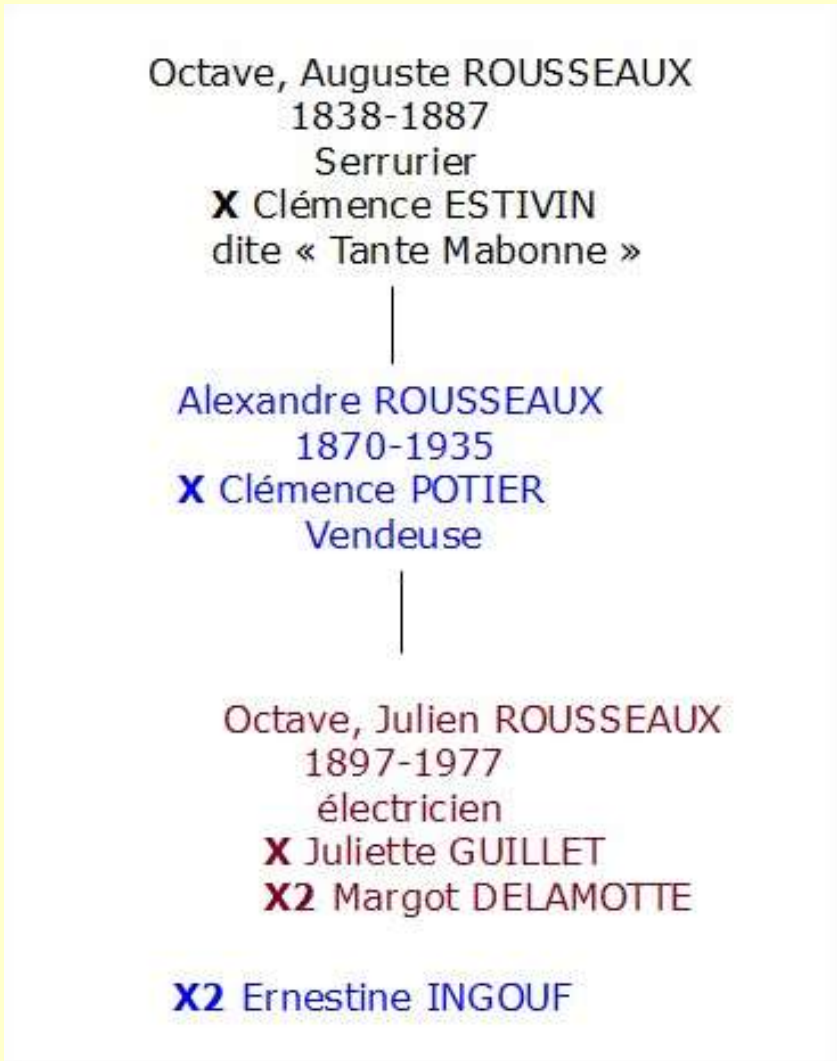 Octave, Auguste ROUSSEAUX
1838-1887
Serrurier
X Clémence ESTIVIN
dite « Tante Mabonne »
Alexandre ROUSSEAUX
1870-1935
X Clémence POTIER
Vendeuse
Octave, Julien ROUSSEAUX
1897-1977
électricien
X Juliette GUILLET
X2 Margot DELAMOTTE
X2 Ernestine INGOUF